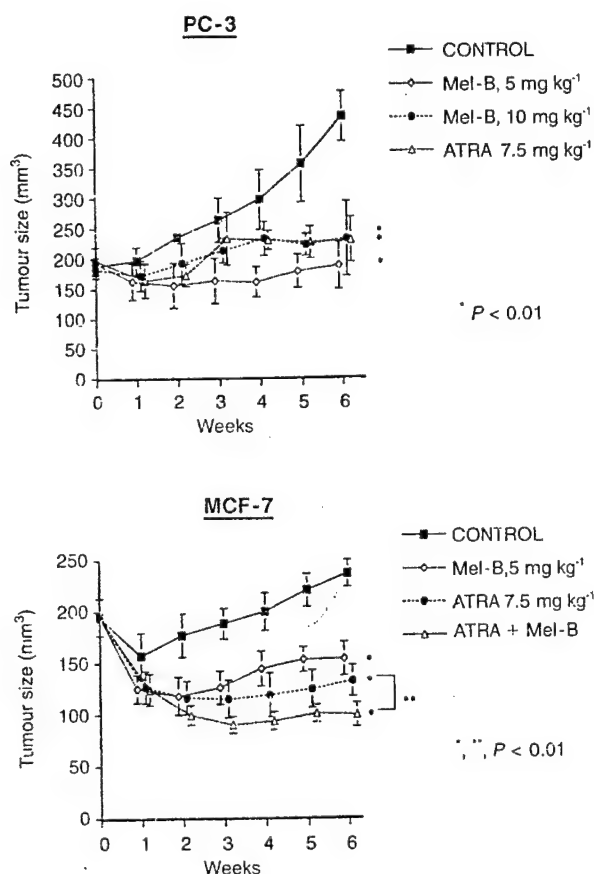 PC-3
CONTROL
Mel-B, 5 mg kg⁻¹
Mel-B, 10 mg kg⁻¹
ATRA 7.5 mg kg⁻¹
Tumour size (mm³)
500
450
400
350
300
250
200
150
100
50
0
0 1 2 3 4 5 6
Weeks
*
*
*
* P < 0.01
MCF-7
CONTROL
Mel-B,5 mg kg⁻¹
ATRA 7.5 mg kg⁻¹
ATRA + Mel-B
Tumour size (mm³)
250
200
150
100
50
0
0 1 2 3 4 5 6
Weeks
*
*
**
*
*, **, P < 0.01